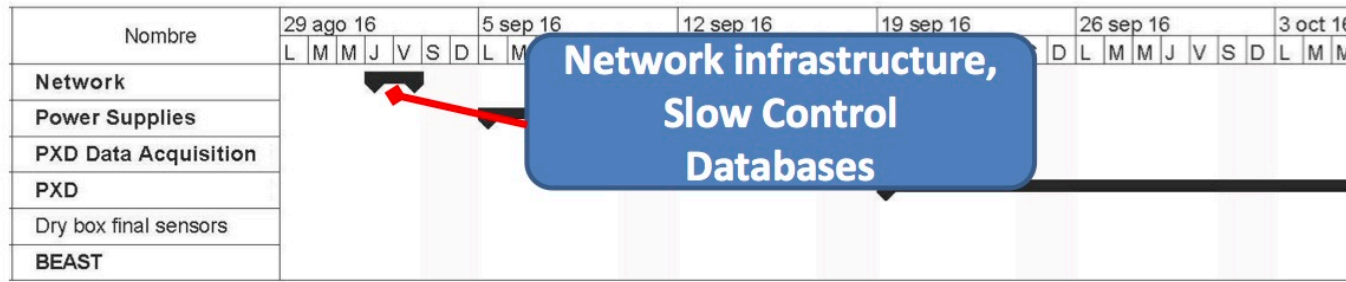 Nombre
29 ago 16 5 sep 16 12 sep 16 19 sep 16 26 sep 16 3 oct 16
L M M J V S D L M D L M M J V S D L M M
Network infrastructure,
Slow Control
Databases
Network
Power Supplies
PXD Data Acquisition
PXD
Dry box final sensors
BEAST